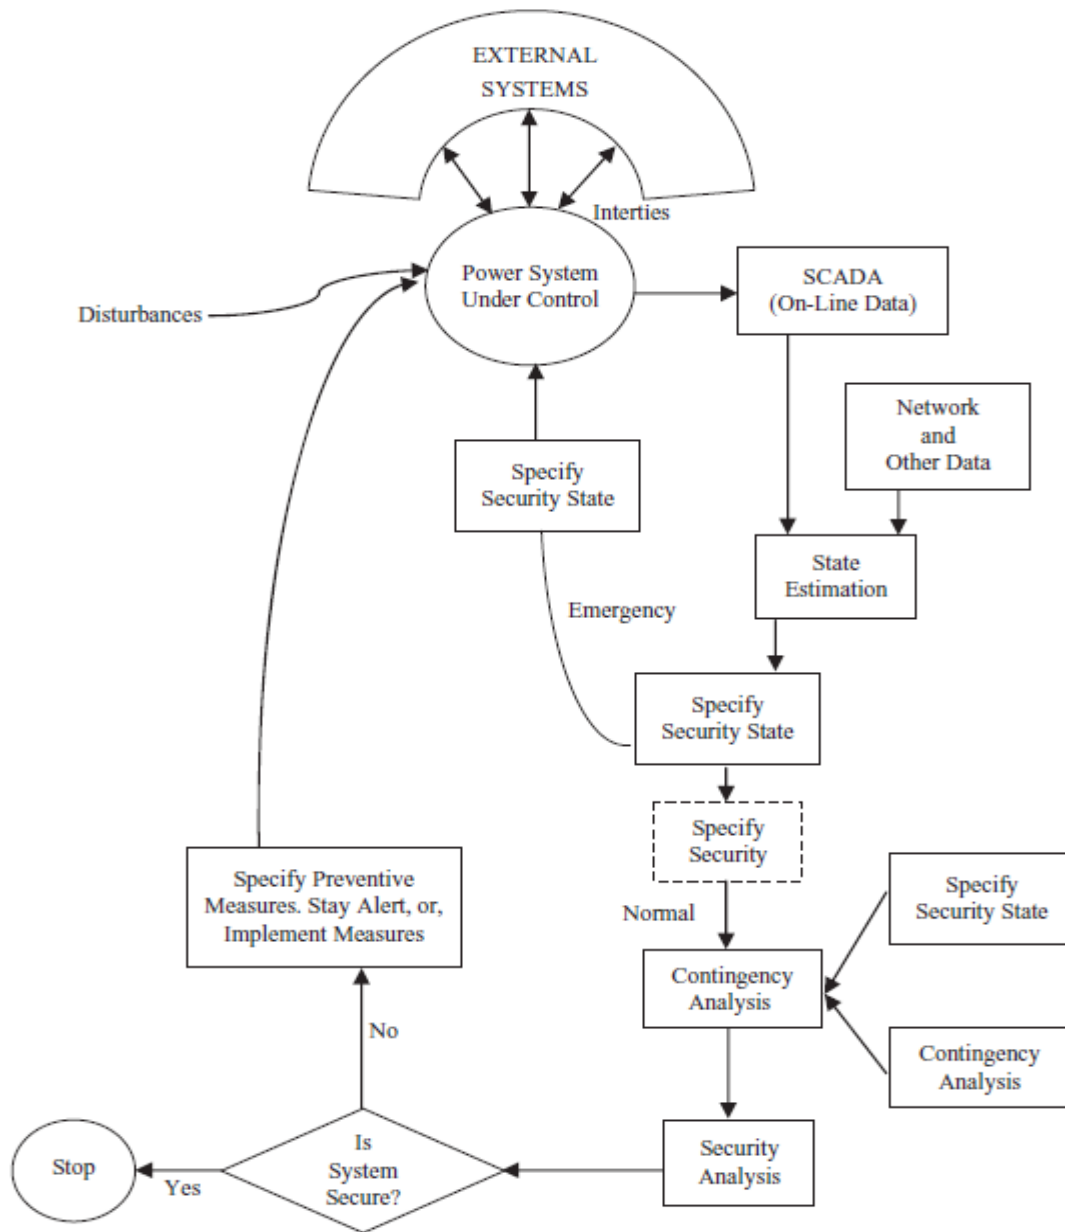 EXTERNAL
SYSTEMS
Interties
Power System
Under Control
SCADA
(On-Line Data)
Disturbances
Network
and
Other Data
Specify
Security State
State
Estimation
Emergency
Specify
Security State
Specify
Security
Specify Preventive
Measures. Stay Alert, or,
Implement Measures
Normal
Specify
Security State
Contingency
Analysis
No
Contingency
Analysis
Is
System
Secure?
Security
Analysis
Stop
Yes